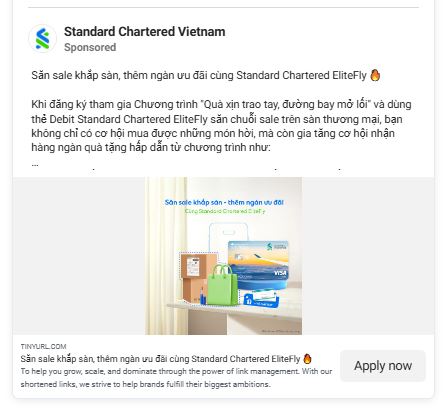 Standard Chartered Vietnam
Sponsored
Săn sale khắp sàn, thêm ngàn ưu đãi cùng Standard Chartered EliteFly 🔥
Khi đăng ký tham gia Chương trình "Quà xịn trao tay, đường bay mở lối" và dùng
thẻ Debit Standard Chartered EliteFly săn chuỗi sale trên sàn thương mại, bạn
không chỉ có cơ hội mua được những món hời, mà còn gia tăng cơ hội nhận
hàng ngàn quà tặng hấp dẫn từ chương trình như:
...
Săn sale khắp sàn - thêm ngàn ưu đãi
Cùng Standard Chartered EliteFly
VISA
TINYURL.COM
Săn sale khắp sàn, thêm ngàn ưu đãi cùng Standard Chartered EliteFly 🔥
To help you grow, scale, and dominate through the power of link management. With our
shortened links, we strive to help brands fulfill their biggest ambitions.
Apply now